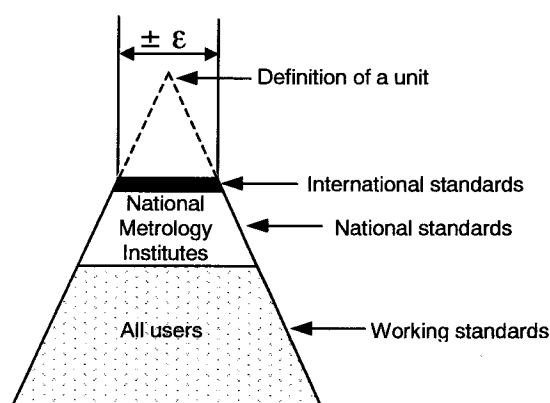 ± ε
Definition of a unit
International standards
National
Metrology
Institutes
National standards
All users
Working standards